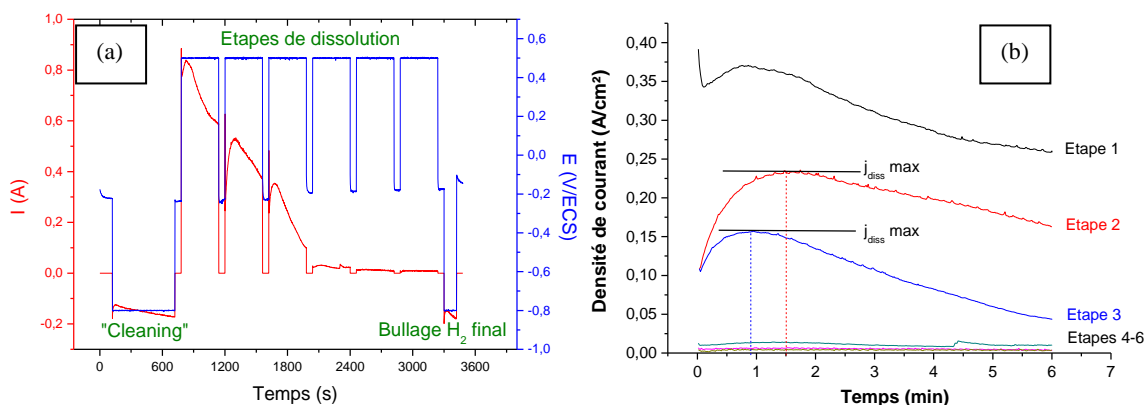 (a)
Etapes de dissolution
1,0
0,8
0,6
0,4
0,2
0,0
-0,2
I (A)
0,6
0,4
0,2
0,0
-0,2
-0,4
-0,6
-0,8
-1,0
E (V/ECS)
"Cleaning"
Bullage H2 final
0 600 1200 1800 2400 3000 3600
Temps (s)
(b)
0,40
0,35
0,30
0,25
0,20
0,15
0,10
0,05
0,00
Densité de courant (A/cm²)
Etape 1
jdiss max
Etape 2
jdiss max
Etape 3
Etapes 4-6
0 1 2 3 4 5 6 7
Temps (min)